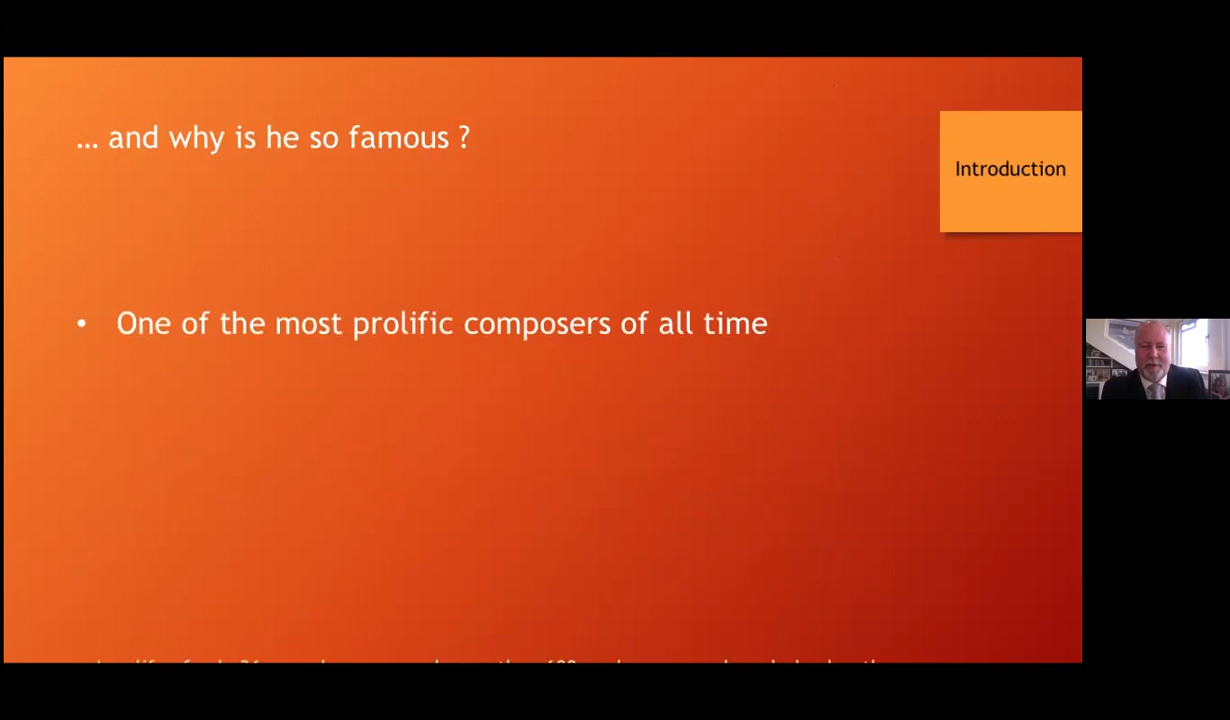 … and why is he so famous ?
Introduction
• One of the most prolific composers of all time